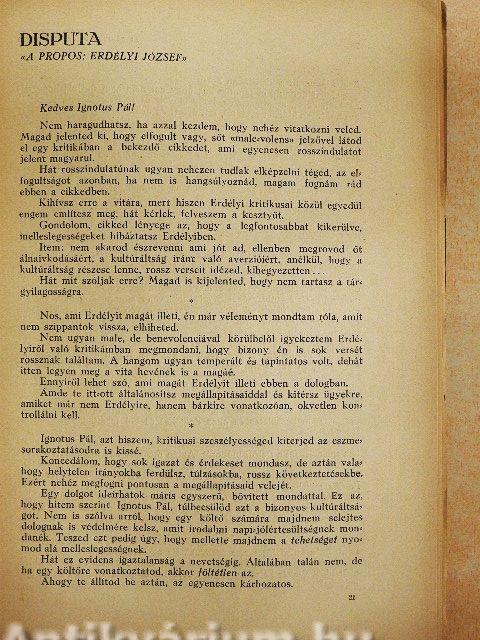 DISPUTA
«A PROPOS: ERDÉLYI JÓZSEF»
Kedves Ignotus Pál!
Nem haragudhatsz, ha azzal kezdem, hogy nehéz vitatkozni veled.
Magad jelented ki, hogy elfogult vagy, sőt «male-volens» jelzővel látod
el egy kritikában a bekezdő cikkedet, ami egyenesen rosszindulatot
jelent magyarul.
Hát rosszindulatúnak ugyan nehezen tudlak elképzelni téged, az el-
fogultságot azonban, ha nem is hangsúlyoznád, magam fognám rád
ebben a cikkedben.
Kihívsz erre a vitára, mert hiszen Erdélyi kritikusai közül egyedül
engem említesz meg, hát kérlek, felveszem a kesztyűt.
Gondolom, cikked lényege az, hogy a legfontosabbat kikerülve,
melleslegességeket hibáztatsz Erdélyiben.
Item: nem akarod észrevenni ami jót ad, ellenben megrovod őt
álnaivkodásáért, a kultúráltság iránt való averzióiért, anélkül, hogy a
kultúráltság részese lenne, rossz verseit idézed, kihegyezetten...
Hát mit szóljak erre? Magad is kijelented, hogy nem tartasz a tár-
gyilagosságra.
*
Nos, ami Erdélyit magát illeti, én már véleményt mondtam róla, amit
nem szippantok vissza, elhiheted.
Nem ugyan male, de benevolenciával körülbelől igyekeztem Erdé-
lyiről való kritikámban megmondani, hogy bizony én is sok versét
rossznak találtam. A hangom ugyan temperált és tapintatos volt, dehát
itten legyen meg a vita hevének is a magáé.
Ennyiről lehet szó, ami magát Erdélyit illeti ebben a dologban.
Ámde te ittott általánosítsz megállapításaiddal és kitérsz ügyekre,
amiket már nem Erdélyire, hanem bárkire vonatkozóan, okvetlen kon-
trollálni kell.
*
Ignotus Pál, azt hiszem, kritikusi szeszélyességed kiterjed az eszme-
sorakoztatásodra is kissé.
Koncedálom, hogy sok igazat és érdekeset mondasz, de aztán vala-
hogy helytelen irányokba ferdülsz, túlzásokba, rossz következtetésekbe.
Ezért nehéz megfogni pontosan a megállapításaid velejét.
Egy dolgot ideírhatok máris egyszerű, bővített mondattal. Ez az,
hogy hitem szerint Ignotus Pál, túlbecsülöd azt a bizonyos kultúráltsá-
got. Nem is szólva arról, hogy egy költő számára majdnem selejtes
dolognak is védelmére kelsz, amit irodalmi napi-jólértesültségnek mon-
danék. Teszed ezt pedig úgy, hogy mellette majdnem a tehetséget nyo-
mod alá melleslegességnek.
Hát ez evidens igaztalanság a nevetségig. Általában talán nem, de
ha egy költőre vonatkoztatod, akkor föltétlen az.
Ahogy te állítod be aztán, az egyenesen kárhozatos.
21
Antikvárium.hu